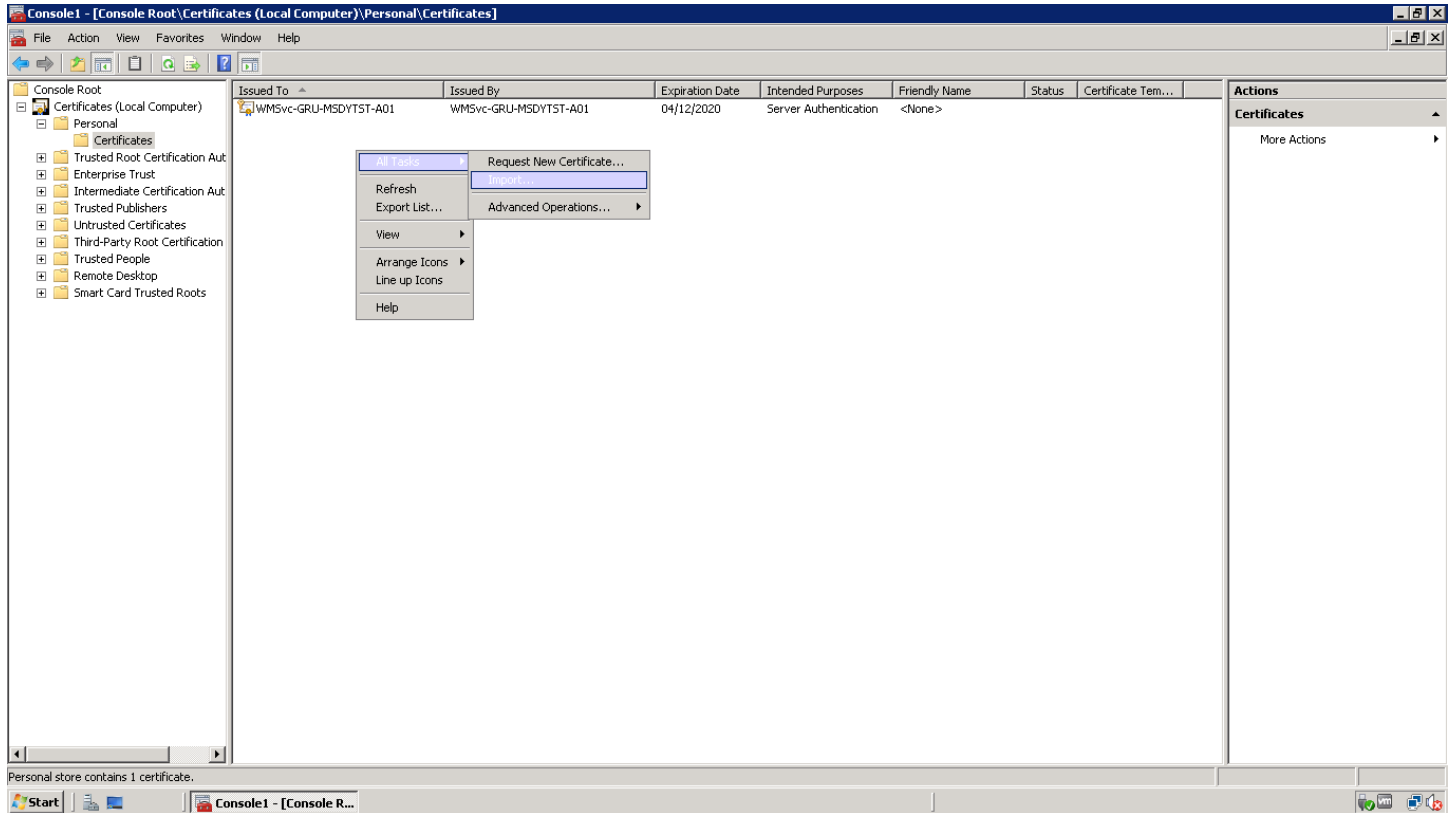 Console1 - [Console Root\Certificates (Local Computer)\Personal\Certificates]
File Action View Favorites Window Help
Console Root
Certificates (Local Computer)
Personal
Certificates
Trusted Root Certification Aut
Enterprise Trust
Intermediate Certification Aut
Trusted Publishers
Untrusted Certificates
Third-Party Root Certification
Trusted People
Remote Desktop
Smart Card Trusted Roots
Issued To Issued By Expiration Date Intended Purposes Friendly Name Status Certificate Tem...
WMSvc-GRU-MSDYTST-A01 WMSvc-GRU-MSDYTST-A01 04/12/2020 Server Authentication <None>
All Tasks
Refresh
Export List...
View
Arrange Icons
Line up Icons
Help
Request New Certificate...
Import...
Advanced Operations...
Actions
Certificates
More Actions
Personal store contains 1 certificate.
Start Console1 - [Console R... vm